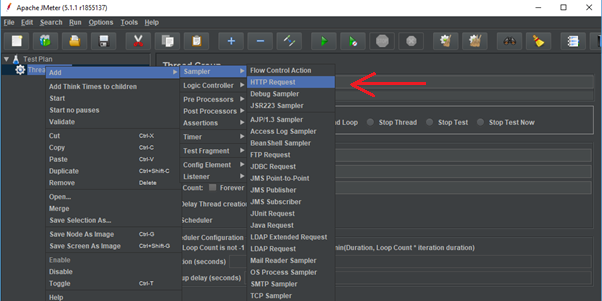 Apache JMeter (5.1.1 r1855137)
File Edit Search Run Options Tools Help
Test Plan
Threa
Thread Group
Add
Add Think Times to children
Start
Start no pauses
Validate
Cut Ctrl-X
Copy Ctrl-C
Paste Ctrl-V
Duplicate Ctrl+Shift-C
Remove Delete
Open...
Merge
Save Selection As...
Save Node As Image Ctrl-G
Save Screen As Image Ctrl+Shift-G
Enable
Disable
Toggle Ctrl-T
Help
Sampler
Logic Controller
Pre Processors
Post Processors
Assertions
Timer
Test Fragment
Config Element
Listener
Flow Control Action
HTTP Request
Debug Sampler
JSR223 Sampler
AJP/1.3 Sampler
Access Log Sampler
BeanShell Sampler
FTP Request
JDBC Request
JMS Point-to-Point
JMS Publisher
JMS Subscriber
JUnit Request
Java Request
LDAP Extended Request
LDAP Request
Mail Reader Sampler
OS Process Sampler
SMTP Sampler
TCP Sampler
d Loop Stop Thread Stop Test Stop Test Now
Count: Forever
Delay Thread creation
Scheduler
eduler Configuration
Loop Count is not -1
min(Duration, Loop Count * iteration duration)
tion (seconds)
up delay (seconds)